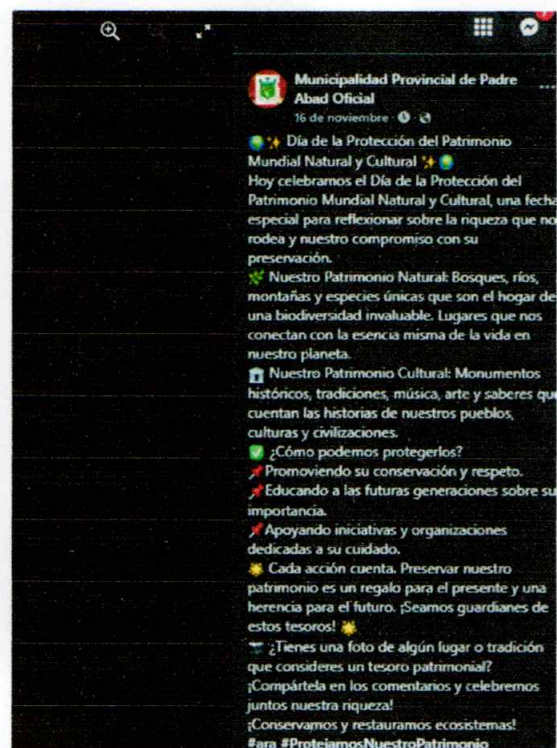 Municipalidad Provincial de Padre
Abad Oficial
16 de noviembre
Día de la Protección del Patrimonio
Mundial Natural y Cultural
Hoy celebramos el Día de la Protección del
Patrimonio Mundial Natural y Cultural, una fecha
especial para reflexionar sobre la riqueza que no
rodea y nuestro compromiso con su
preservación.
🌿 Nuestro Patrimonio Natural: Bosques, ríos,
montañas y especies únicas que son el hogar de
una biodiversidad invaluable. Lugares que nos
conectan con la esencia misma de la vida en
nuestro planeta.
🏛️ Nuestro Patrimonio Cultural: Monumentos
históricos, tradiciones, música, arte y saberes que
cuentan las historias de nuestros pueblos,
culturas y civilizaciones.
✅ ¿Cómo podemos protegerlos?
📌Promoviendo su conservación y respeto.
📌Educando a las futuras generaciones sobre su
importancia.
📌Apoyando iniciativas y organizaciones
dedicadas a su cuidado.
🌟 Cada acción cuenta. Preservar nuestro
patrimonio es un regalo para el presente y una
herencia para el futuro. ¡Seamos guardianes de
estos tesoros! 🌟
📷 ¿Tienes una foto de algún lugar o tradición
que consideres un tesoro patrimonial?
¡Compártela en los comentarios y celebremos
juntos nuestra riqueza!
¡Conservamos y restauramos ecosistemas!
#ara #ProtejamosNuestroPatrimonio